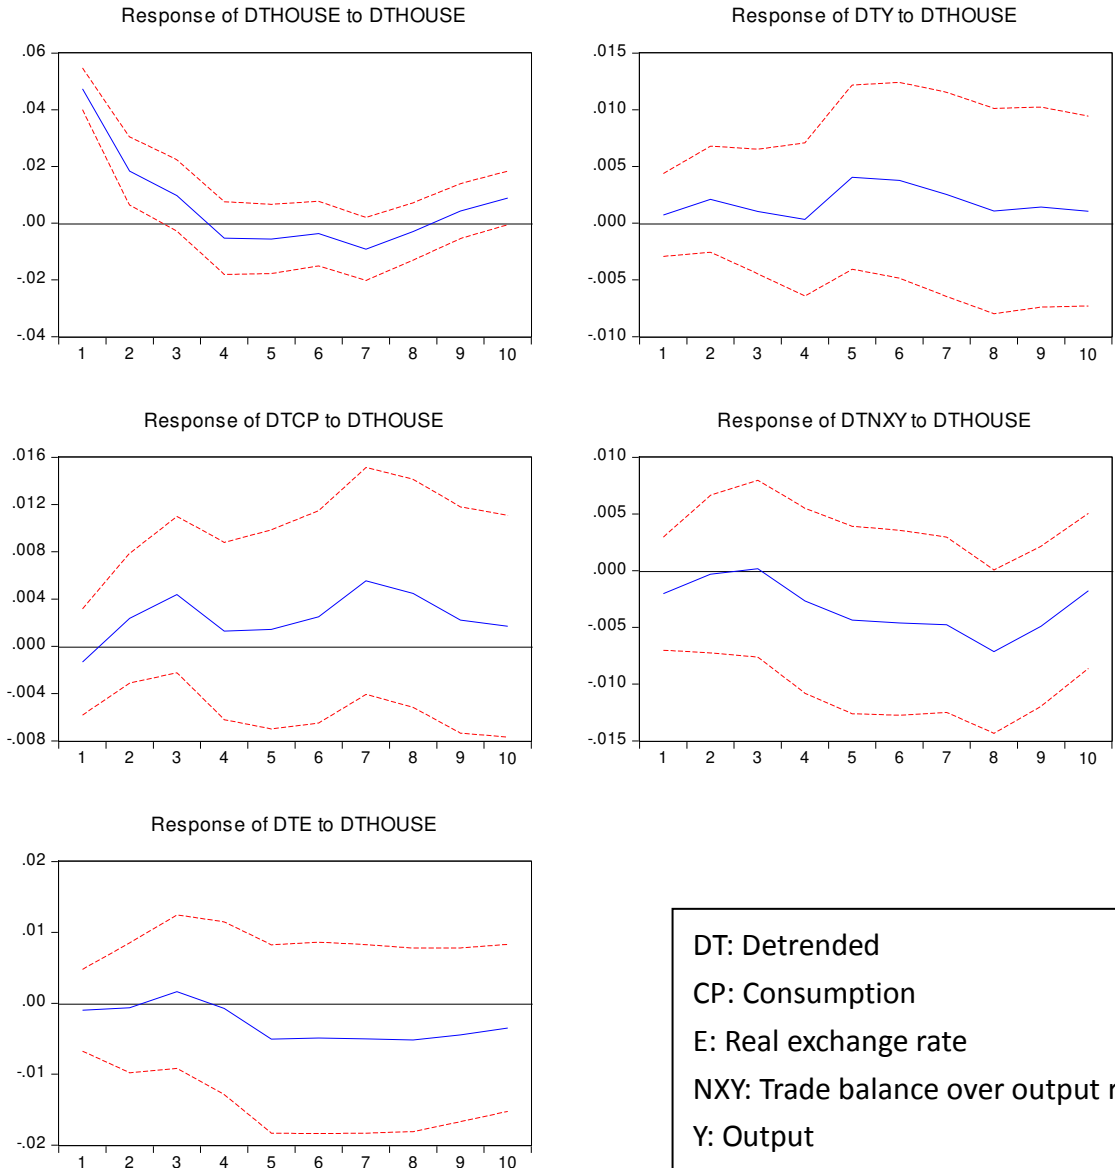 Response of DTHOUSE to DTHOUSE
.06
.04
.02
.00
-.02
-.04
1 2 3 4 5 6 7 8 9 10
Response of DTY to DTHOUSE
.015
.010
.005
.000
-.005
-.010
1 2 3 4 5 6 7 8 9 10
Response of DTCP to DTHOUSE
.016
.012
.008
.004
.000
-.004
-.008
1 2 3 4 5 6 7 8 9 10
Response of DTNXY to DTHOUSE
.010
.005
.000
-.005
-.010
-.015
1 2 3 4 5 6 7 8 9 10
Response of DTE to DTHOUSE
.02
.01
.00
-.01
-.02
1 2 3 4 5 6 7 8 9 10
DT: Detrended
CP: Consumption
E: Real exchange rate
NXY: Trade balance over output
Y: Output